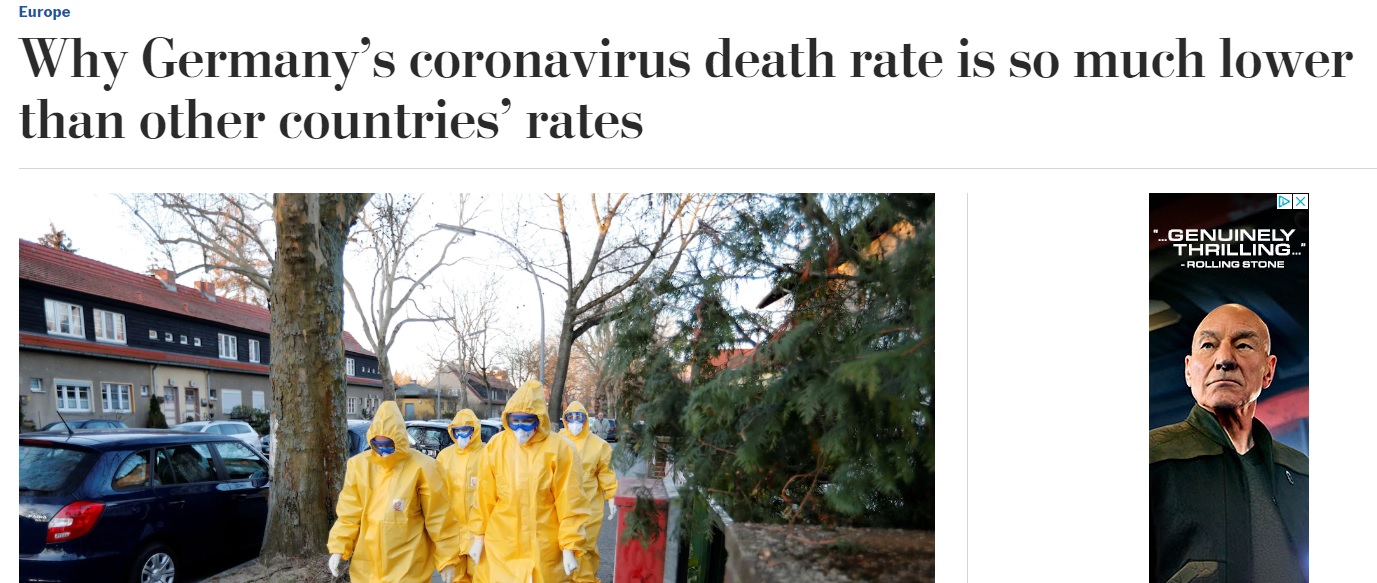 Europe
Why Germany’s coronavirus death rate is so much lower
than other countries’ rates
"...GENUINELY
THRILLING..."
-ROLLING STONE